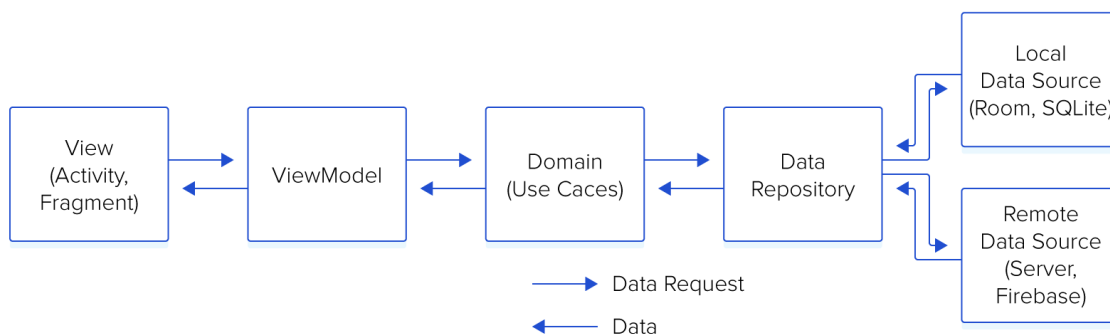 View
(Activity,
Fragment)
ViewModel
Domain
(Use Caces)
Data
Repository
Local
Data Source
(Room, SQLite)
Remote
Data Source
(Server,
Firebase)
Data Request
Data